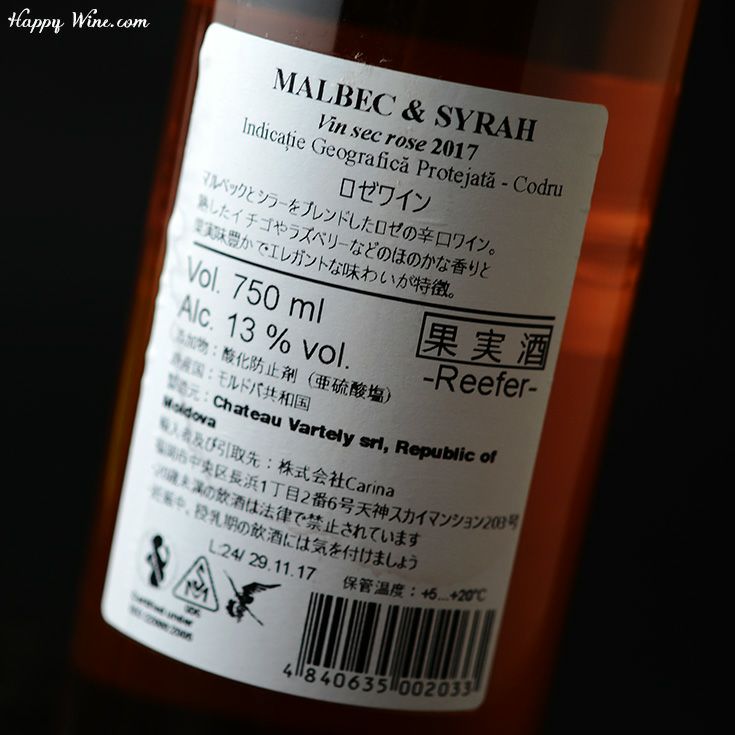 Happy Wine.com
MALBEC & SYRAH
Vin sec rose 2017
Indicație Geografică Protejată - Codru
ロゼワイン
マルベックとシラーをブレンドしたロゼの辛口ワイン。
熟したイチゴやラズベリーなどのほのかな香りと
果実味豊かでエレガントな味わいが特徴。
Vol. 750 ml
Alc. 13 % vol.
果実酒
-Reefer-
添加物：酸化防止剤（亜硫酸塩）
原産国：モルドバ共和国
製造元：Chateau Vartely srl, Republic of
Moldova
輸入者及び引取先：株式会社Carina
福岡市中央区長浜1丁目2番6号天神スカイマンション203号
20歳未満の飲酒は法律で禁止されています
妊娠中、授乳期の飲酒には気を付けましょう
L:24/ 29.11.17
保管温度：+5...+20℃
Certified under
4 840635 002033